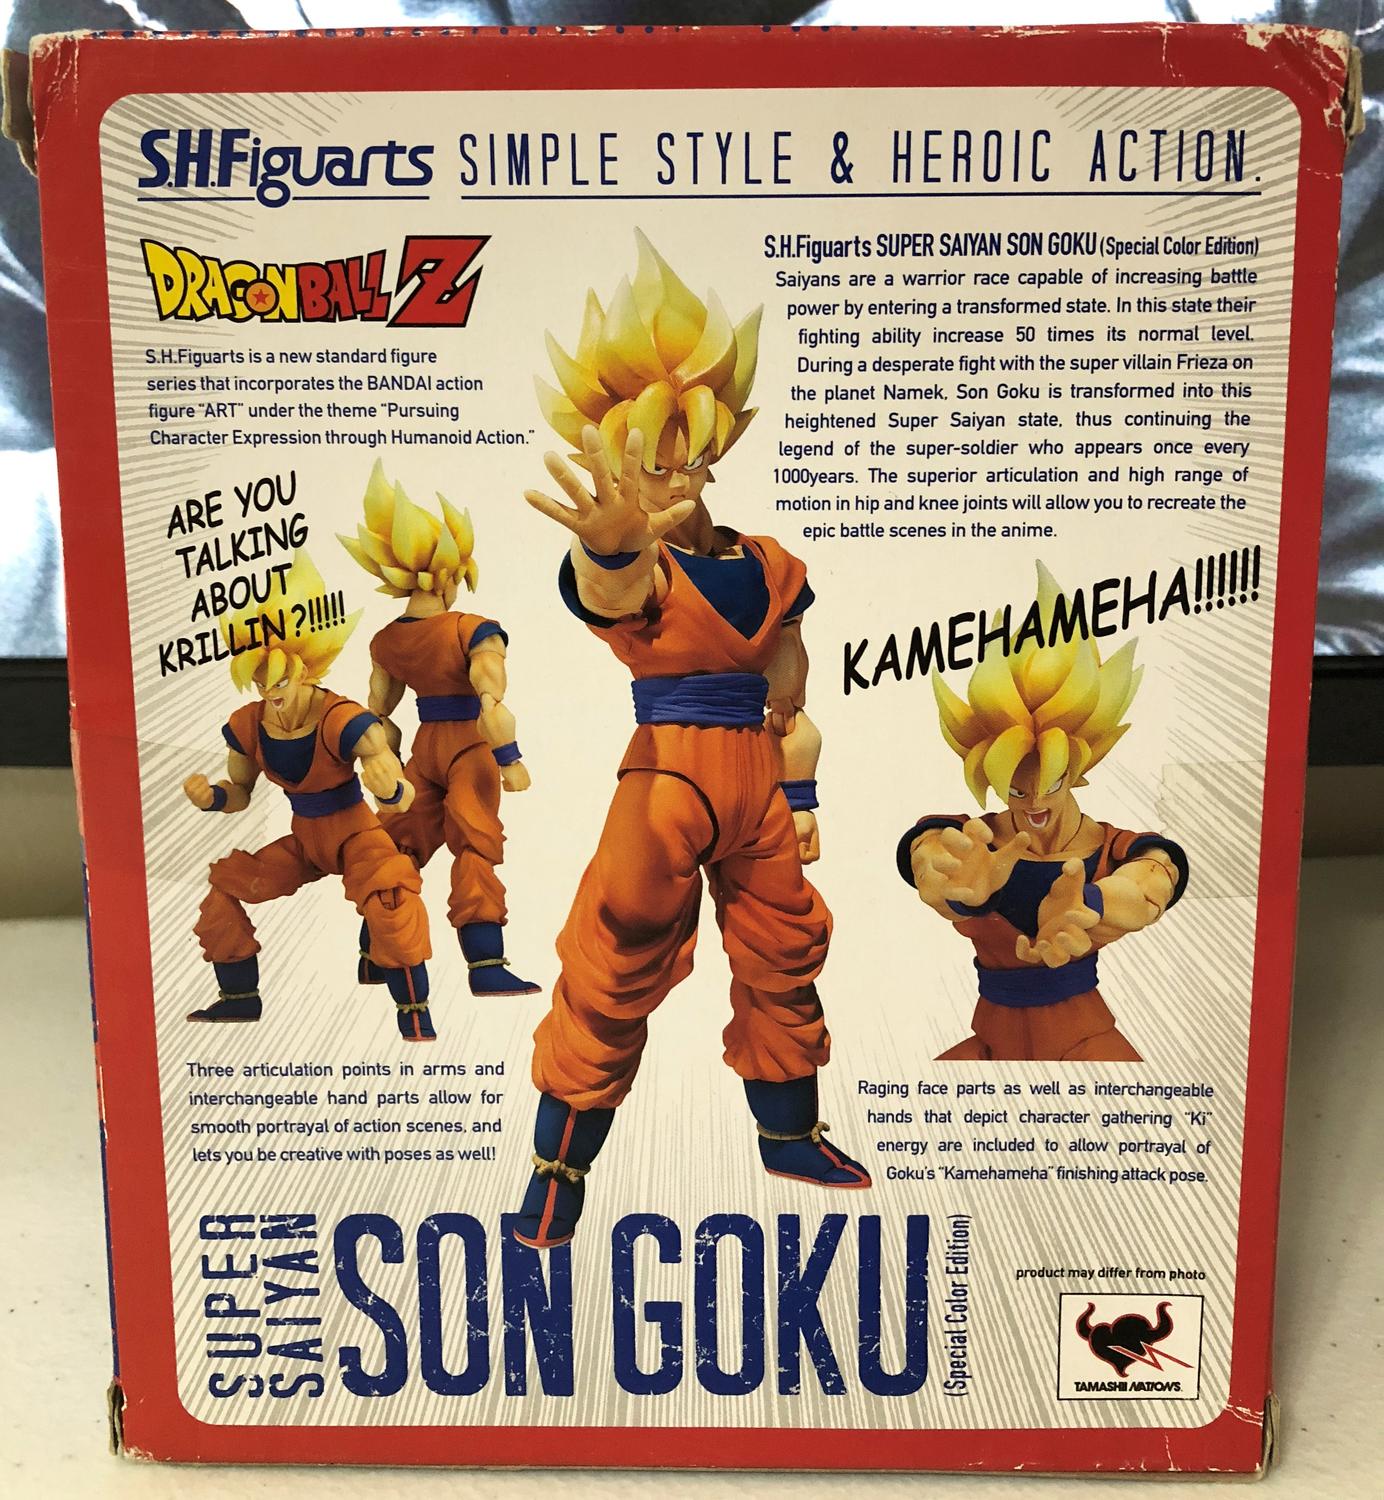 S.H.Figuarts SIMPLE STYLE & HEROIC ACTION.
DRAGONBALL Z
S.H.Figuarts is a new standard figure
series that incorporates the BANDAI action
figure "ART" under the theme "Pursuing
Character Expression through Humanoid Action."
S.H.Figuarts SUPER SAIYAN SON GOKU (Special Color Edition)
Saiyans are a warrior race capable of increasing battle
power by entering a transformed state. In this state their
fighting ability increase 50 times its normal level.
During a desperate fight with the super villain Frieza on
the planet Namek, Son Goku is transformed into this
heightened Super Saiyan state, thus continuing the
legend of the super-soldier who appears once every
1000years. The superior articulation and high range of
motion in hip and knee joints will allow you to recreate the
epic battle scenes in the anime.
ARE YOU
TALKING
ABOUT
KRILLIN?!!!!!
KAMEHAMEHA!!!!!!
Three articulation points in arms and
interchangeable hand parts allow for
smooth portrayal of action scenes, and
lets you be creative with poses as well!
Raging face parts as well as interchangeable
hands that depict character gathering "Ki"
energy are included to allow portrayal of
Goku's "Kamehameha" finishing attack pose.
SUPER
SAIYAN
SON GOKU
(Special Color Edition)
product may differ from photo
TAMASHII NATIONS